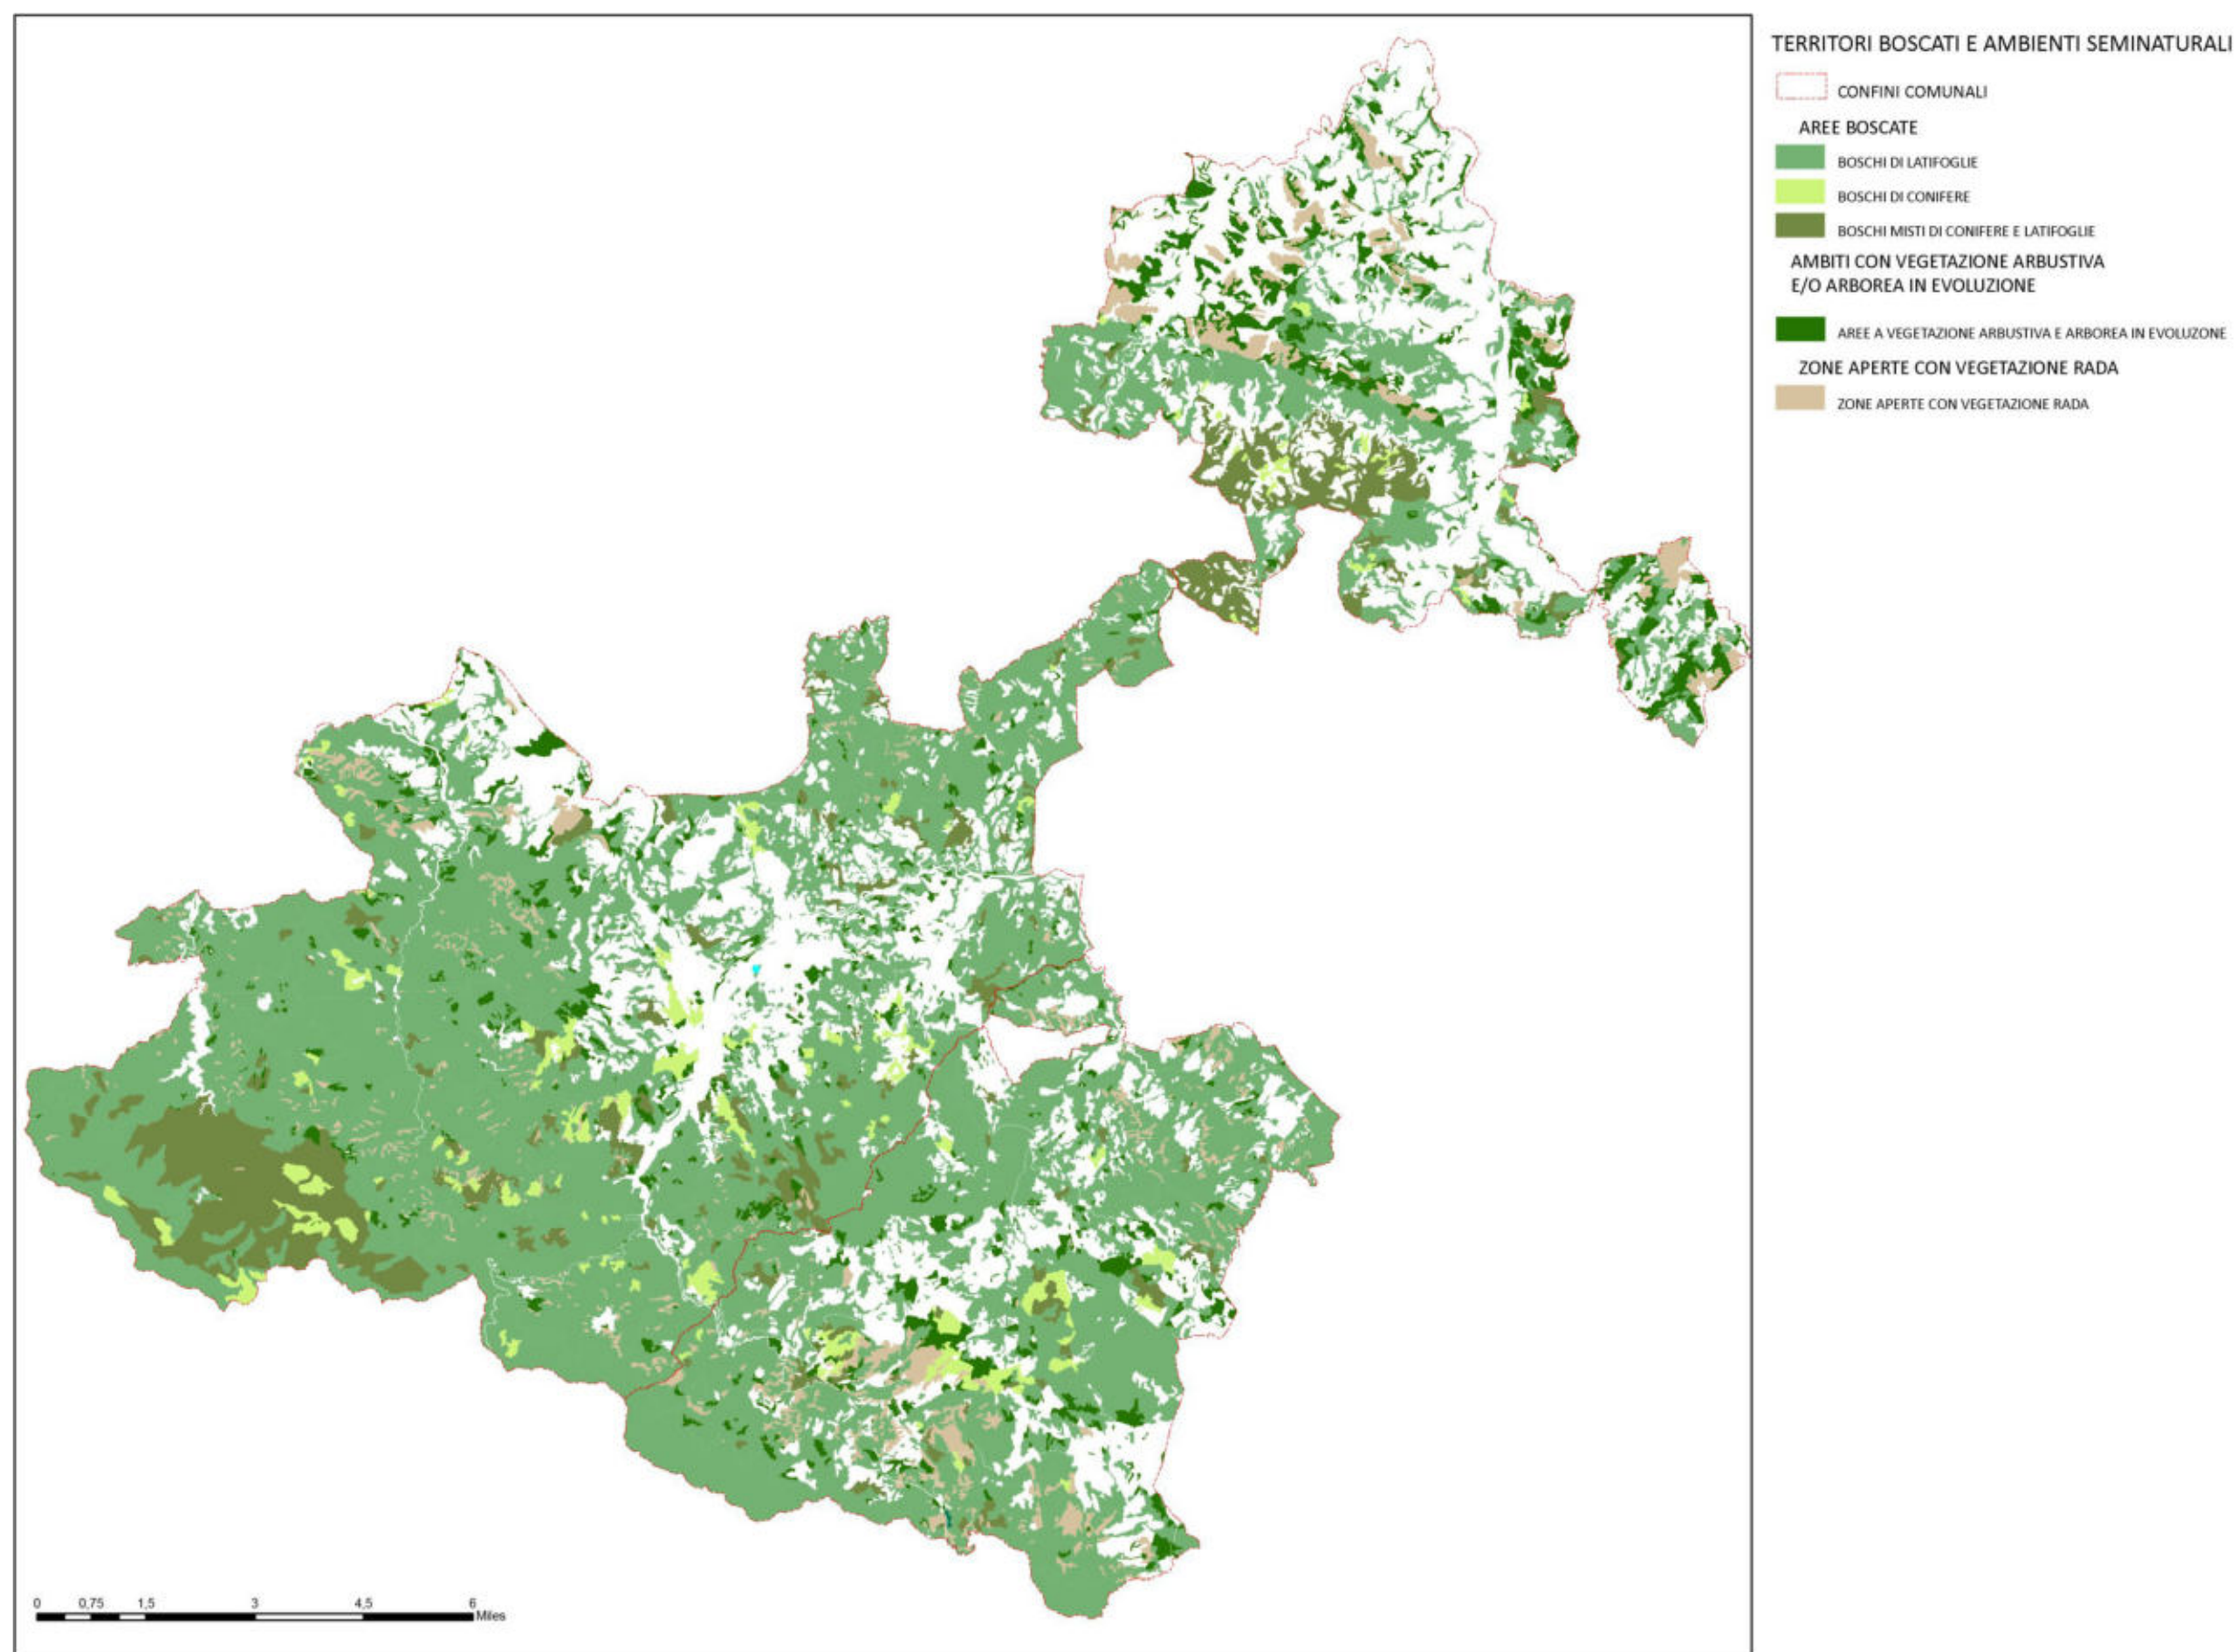 TERRITORI BOSCATI E AMBIENTI SEMINATURALI
CONFINI COMUNALI
AREE BOSCATE
BOSCHI DI LATIFOGLIE
BOSCHI DI CONIFERE
BOSCHI MISTI DI CONIFERE E LATIFOGLIE
AMBITI CON VEGETAZIONE ARBUSTIVA
E/O ARBOREA IN EVOLUZIONE
AREE A VEGETAZIONE ARBUSTIVA E ARBOREA IN EVOLUZONE
ZONE APERTE CON VEGETAZIONE RADA
ZONE APERTE CON VEGETAZIONE RADA
0 0,75 1,5 3 4,5 6
Miles